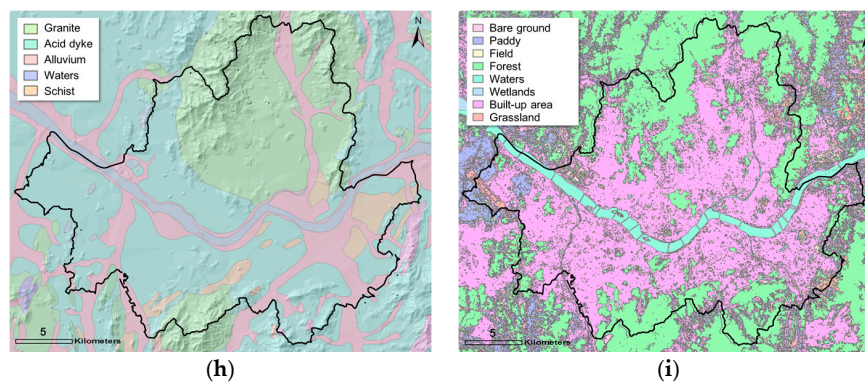 Granite
Acid dyke
Alluvium
Waters
Schist
N
5
Kilometers
(h)
Bare ground
Paddy
Field
Forest
Waters
Wetlands
Built-up area
Grassland
5
Kilometers
(i)